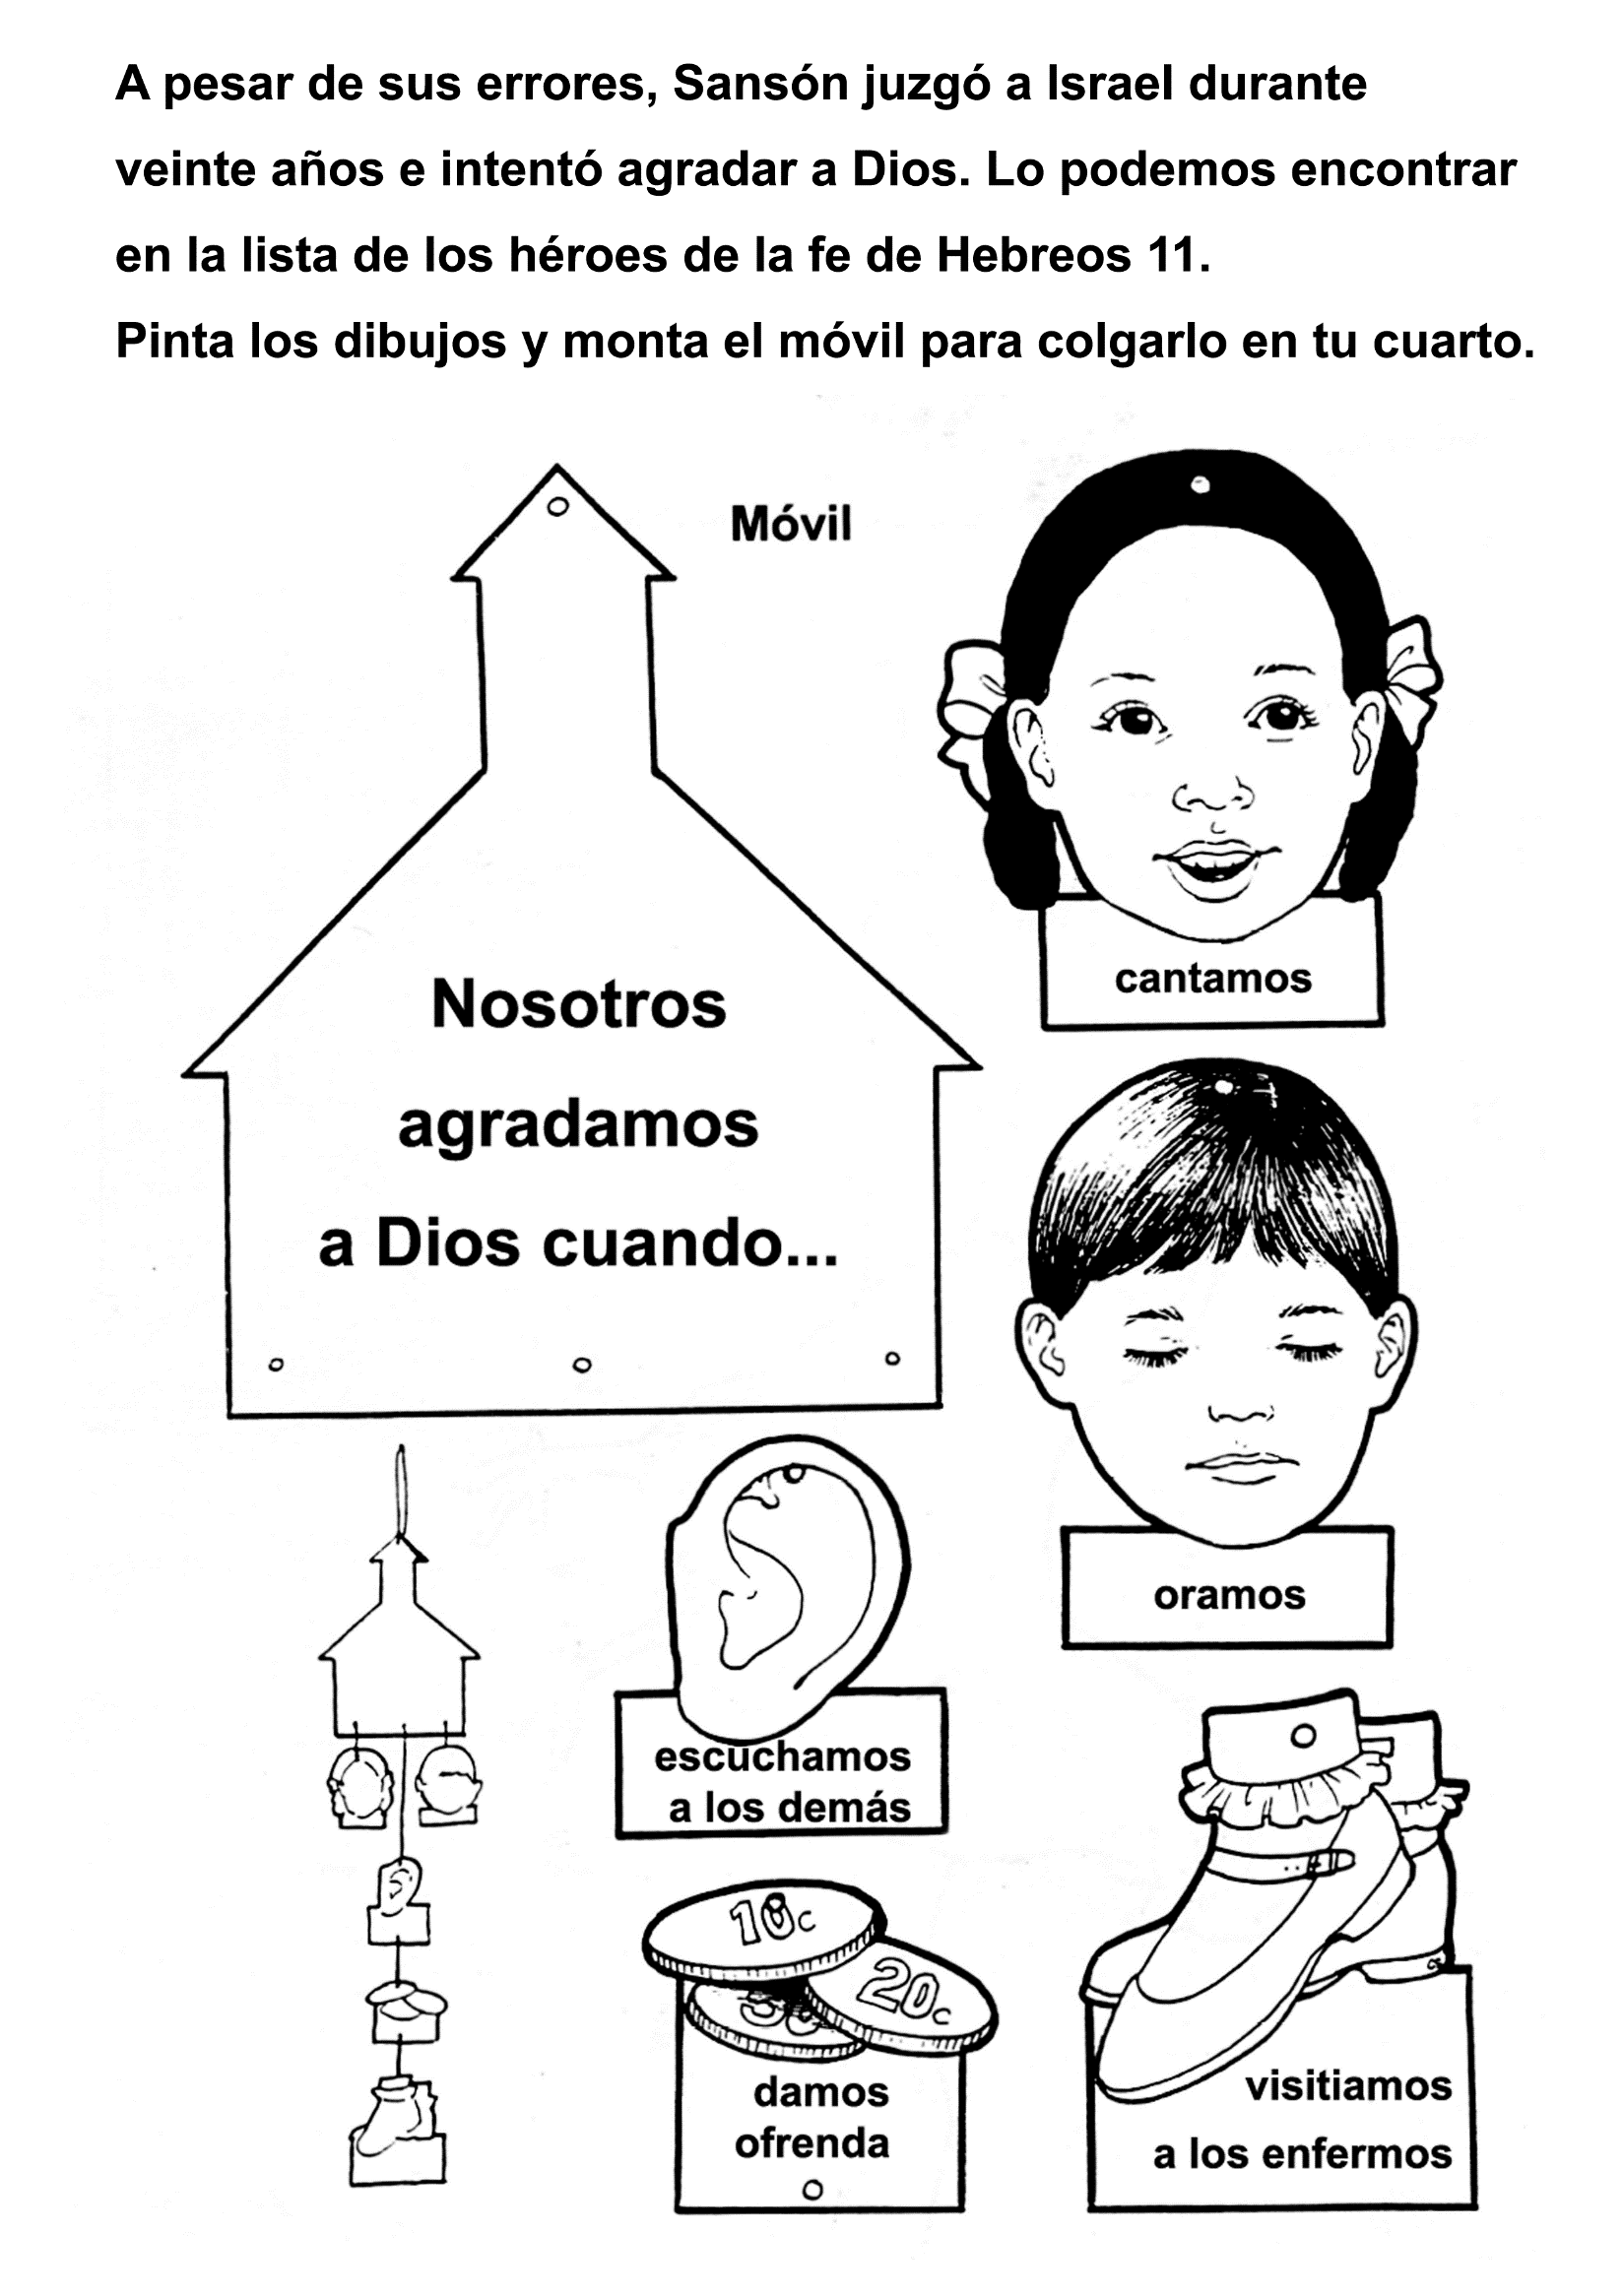 A pesar de sus errores, Sansón juzgó a Israel durante
veinte años e intentó agradar a Dios. Lo podemos encontrar
en la lista de los héroes de la fe de Hebreos 11.
Pinta los dibujos y monta el móvil para colgarlo en tu cuarto.
Móvil
Nosotros
agradamos
a Dios cuando...
cantamos
oramos
escuchamos
a los demás
10c
20c
damos
ofrenda
visitiamos
a los enfermos